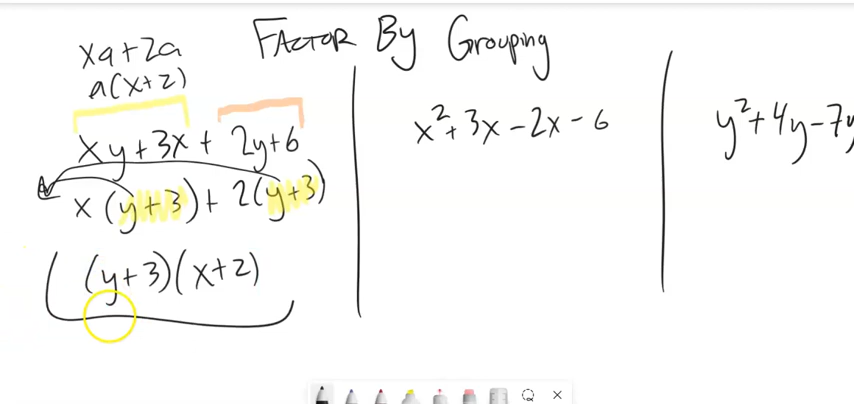 FACTOR By Grouping
xa+2a
a(x+2)
xy+3x + 2y+6
x(y+3)+2(y+3)
(y+3)(x+2)
x²+3x-2x-6
y²+4y-7y